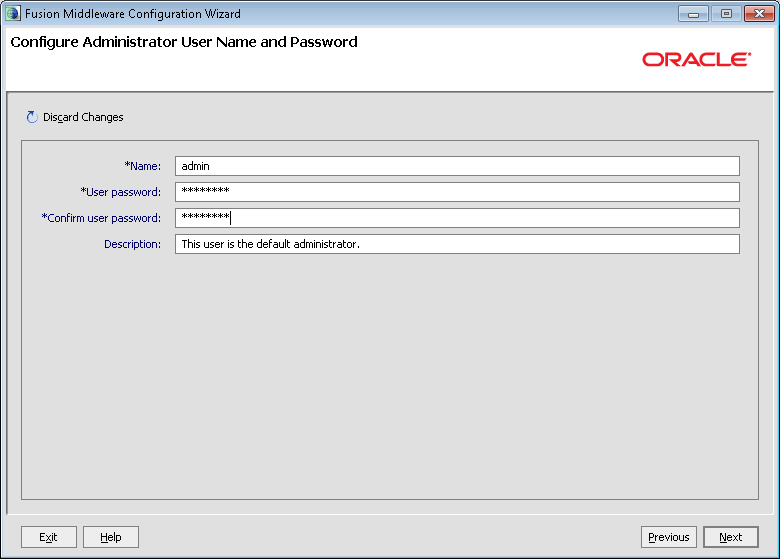 Fusion Middleware Configuration Wizard
Configure Administrator User Name and Password
ORACLE
Discard Changes
*Name: admin
*User password: ********
*Confirm user password: ********
Description: This user is the default administrator.
Exit Help Previous Next